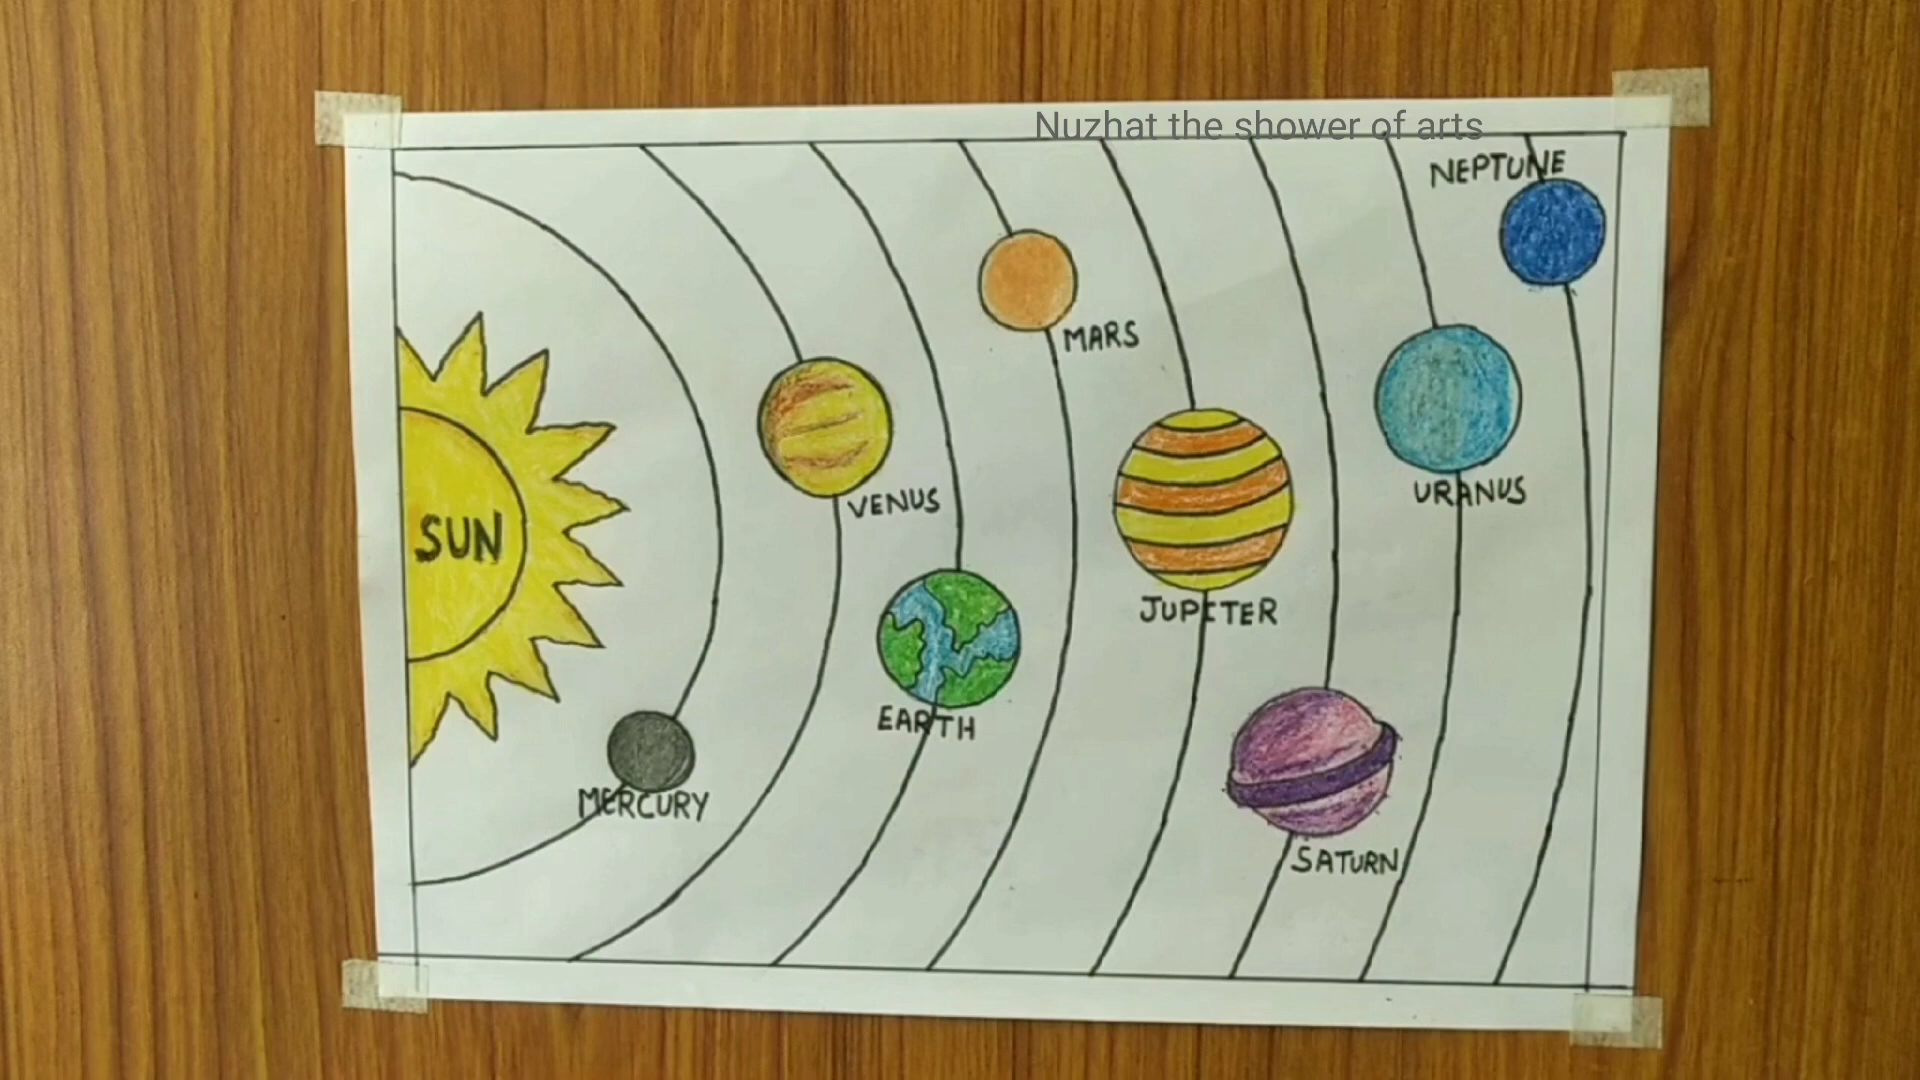 Nuzhat the shower of arts
NEPTUNE
MARS
URANUS
VENUS
SUN
JUPITER
EARTH
MERCURY
SATURN